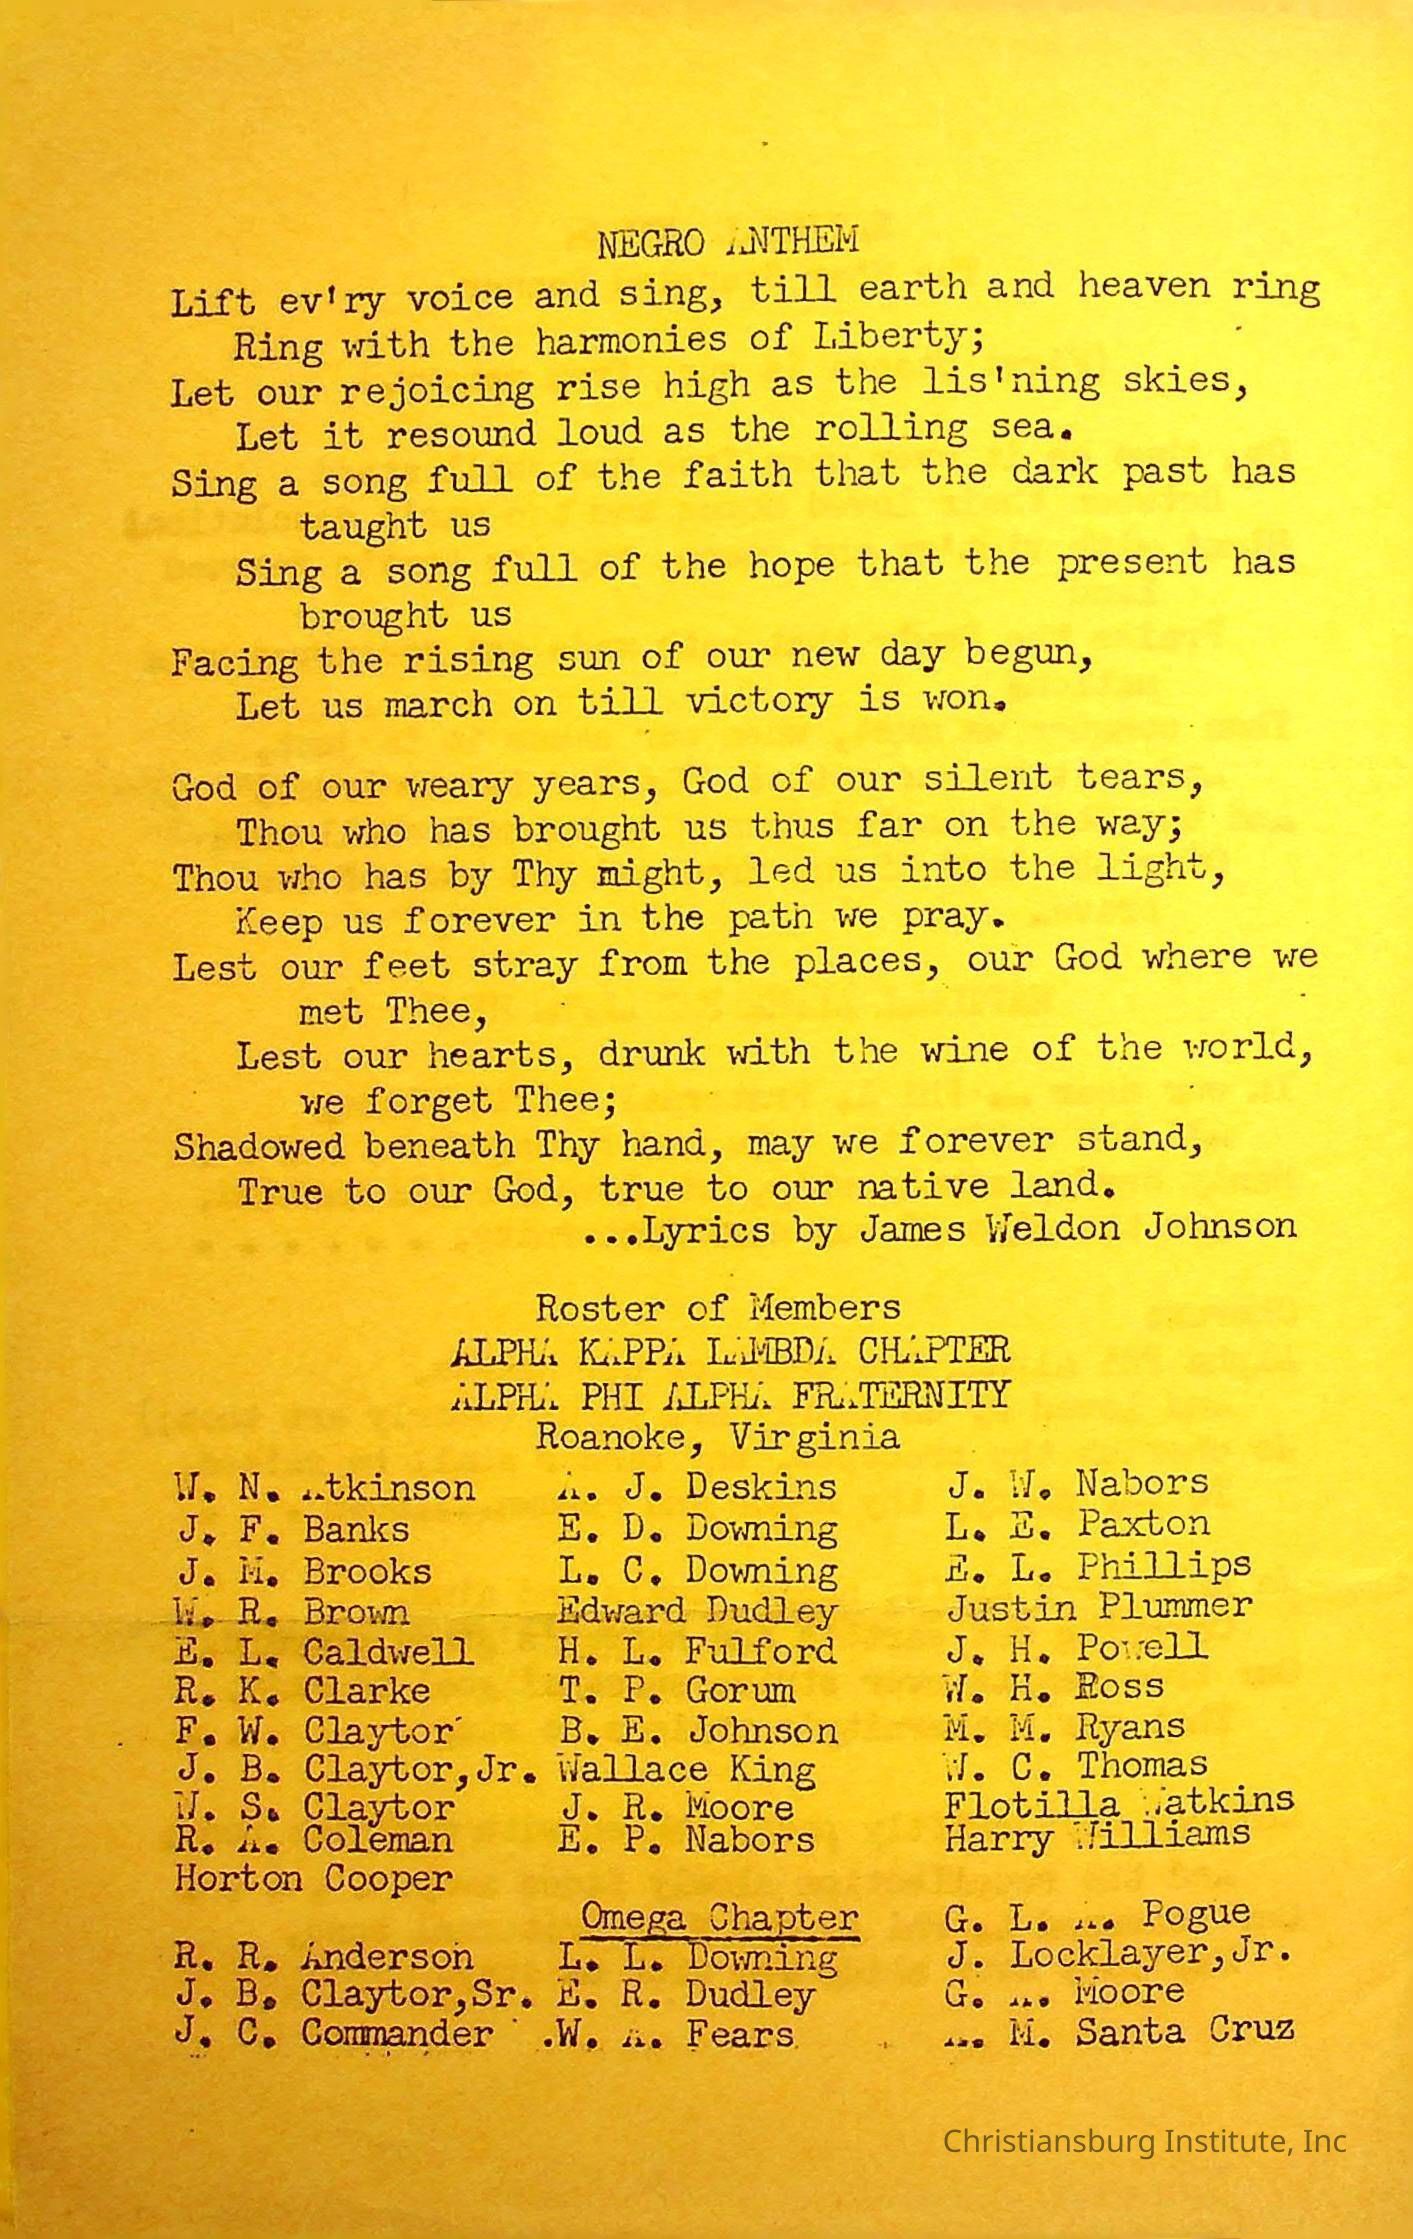 NEGRO ANTHEM
Lift ev'ry voice and sing, till earth and heaven ring
Ring with the harmonies of Liberty;
Let our rejoicing rise high as the lis'ning skies,
Let it resound loud as the rolling sea.
Sing a song full of the faith that the dark past has
taught us
Sing a song full of the hope that the present has
brought us
Facing the rising sun of our new day begun,
Let us march on till victory is won.
God of our weary years, God of our silent tears,
Thou who has brought us thus far on the way;
Thou who has by Thy might, led us into the light,
Keep us forever in the path we pray.
Lest our feet stray from the places, our God where we
met Thee,
Lest our hearts, drunk with the wine of the world,
we forget Thee;
Shadowed beneath Thy hand, may we forever stand,
True to our God, true to our native land.
...Lyrics by James Weldon Johnson
Roster of Members
ALPHA KAPPA LAMBDA CHAPTER
ALPHA PHI ALPHA FRATERNITY
Roanoke, Virginia
W. N. Atkinson A. J. Deskins J. W. Nabors
J. F. Banks E. D. Downing L. E. Paxton
J. M. Brooks L. C. Downing E. L. Phillips
W. R. Brown Edward Dudley Justin Plummer
E. L. Caldwell H. L. Fulford J. H. Powell
R. K. Clarke T. P. Gorum W. H. Ross
F. W. Claytor B. E. Johnson M. M. Ryans
J. B. Claytor,Jr. Wallace King W. C. Thomas
W. S. Claytor J. R. Moore Flotilla Watkins
R. A. Coleman E. P. Nabors Harry Williams
Horton Cooper
Omega Chapter G. L. A. Pogue
R. R. Anderson L. L. Downing J. Locklayer,Jr.
J. B. Claytor,Sr. E. R. Dudley G. A. Moore
J. C. Commander W. A. Fears A. M. Santa Cruz
Christiansburg Institute, Inc